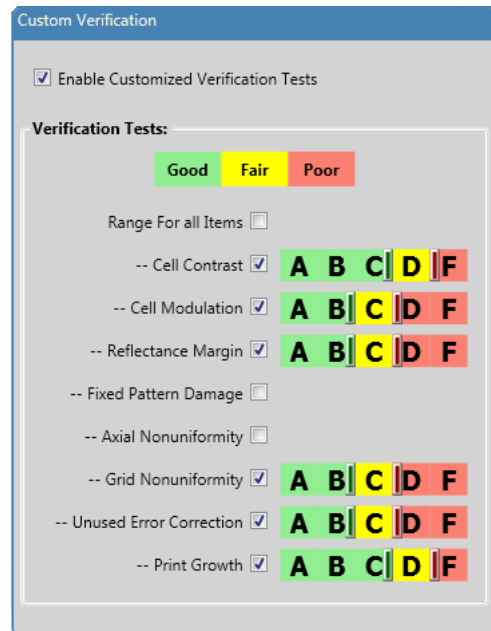 Custom Verification
Enable Customized Verification Tests
Verification Tests:
Good Fair Poor
Range For all Items
-- Cell Contrast A B C D F
-- Cell Modulation A B C D F
-- Reflectance Margin A B C D F
-- Fixed Pattern Damage
-- Axial Nonuniformity
-- Grid Nonuniformity A B C D F
-- Unused Error Correction A B C D F
-- Print Growth A B C D F